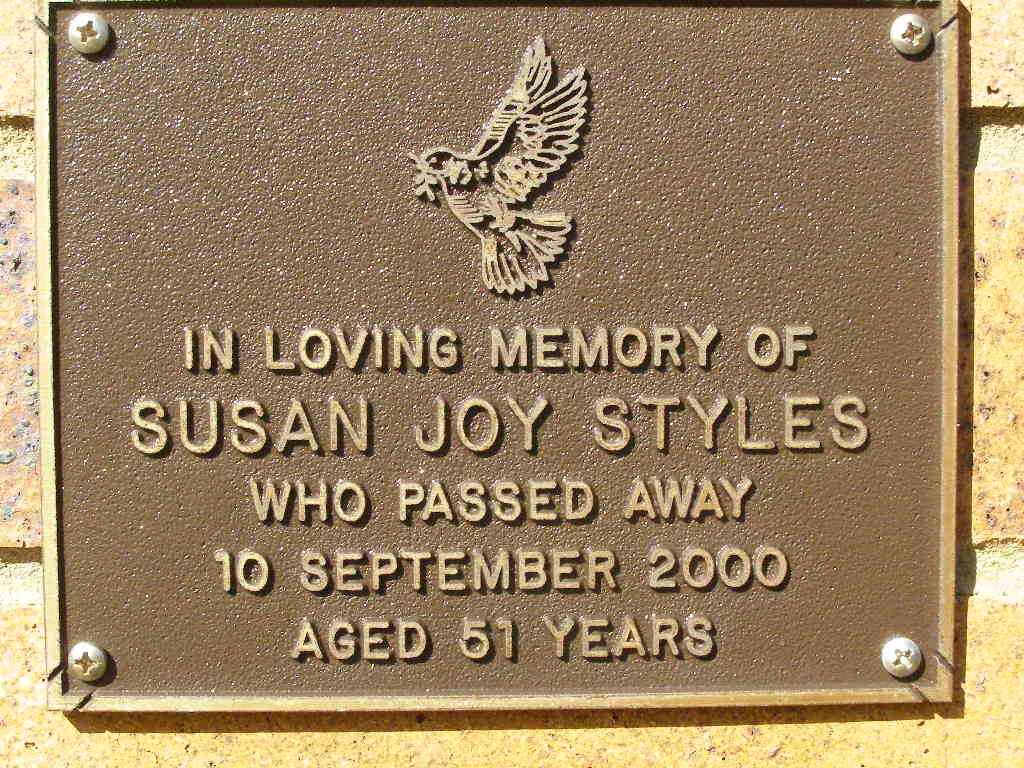 IN LOVING MEMORY OF
SUSAN JOY STYLES
WHO PASSED AWAY
10 SEPTEMBER 2000
AGED 51 YEARS